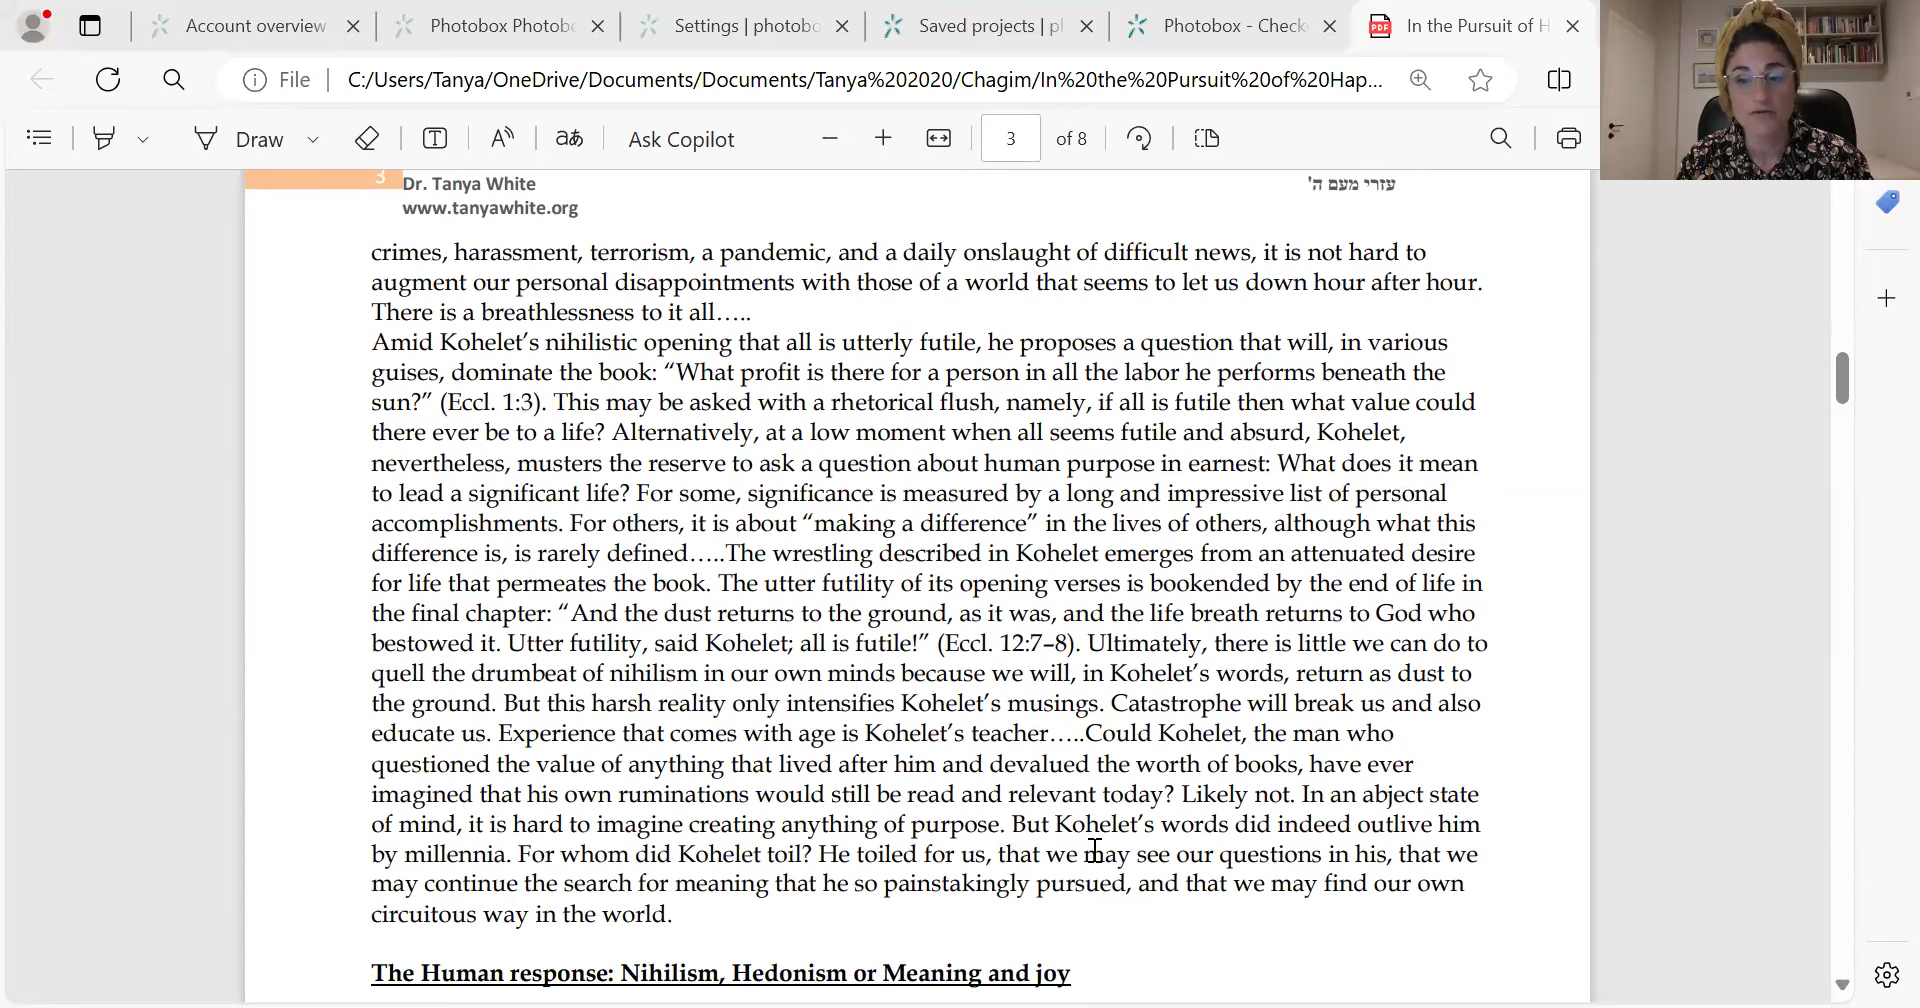 Account overview
Photobox Photobo
Settings | photobo
Saved projects | pl
Photobox - Check
In the Pursuit of H
File
C:/Users/Tanya/OneDrive/Documents/Documents/Tanya%202020/Chagim/In%20the%20Pursuit%20of%20Hap...
Draw
Ask Copilot
3 of 8
3
Dr. Tanya White
עזרי מעם ה'
www.tanyawhite.org
crimes, harassment, terrorism, a pandemic, and a daily onslaught of difficult news, it is not hard to
augment our personal disappointments with those of a world that seems to let us down hour after hour.
There is a breathlessness to it all…..
Amid Kohelet’s nihilistic opening that all is utterly futile, he proposes a question that will, in various
guises, dominate the book: “What profit is there for a person in all the labor he performs beneath the
sun?” (Eccl. 1:3). This may be asked with a rhetorical flush, namely, if all is futile then what value could
there ever be to a life? Alternatively, at a low moment when all seems futile and absurd, Kohelet,
nevertheless, musters the reserve to ask a question about human purpose in earnest: What does it mean
to lead a significant life? For some, significance is measured by a long and impressive list of personal
accomplishments. For others, it is about “making a difference” in the lives of others, although what this
difference is, is rarely defined…..The wrestling described in Kohelet emerges from an attenuated desire
for life that permeates the book. The utter futility of its opening verses is bookended by the end of life in
the final chapter: “And the dust returns to the ground, as it was, and the life breath returns to God who
bestowed it. Utter futility, said Kohelet; all is futile!” (Eccl. 12:7–8). Ultimately, there is little we can do to
quell the drumbeat of nihilism in our own minds because we will, in Kohelet’s words, return as dust to
the ground. But this harsh reality only intensifies Kohelet’s musings. Catastrophe will break us and also
educate us. Experience that comes with age is Kohelet’s teacher…..Could Kohelet, the man who
questioned the value of anything that lived after him and devalued the worth of books, have ever
imagined that his own ruminations would still be read and relevant today? Likely not. In an abject state
of mind, it is hard to imagine creating anything of purpose. But Kohelet’s words did indeed outlive him
by millennia. For whom did Kohelet toil? He toiled for us, that we may see our questions in his, that we
may continue the search for meaning that he so painstakingly pursued, and that we may find our own
circuitous way in the world.
The Human response: Nihilism, Hedonism or Meaning and joy